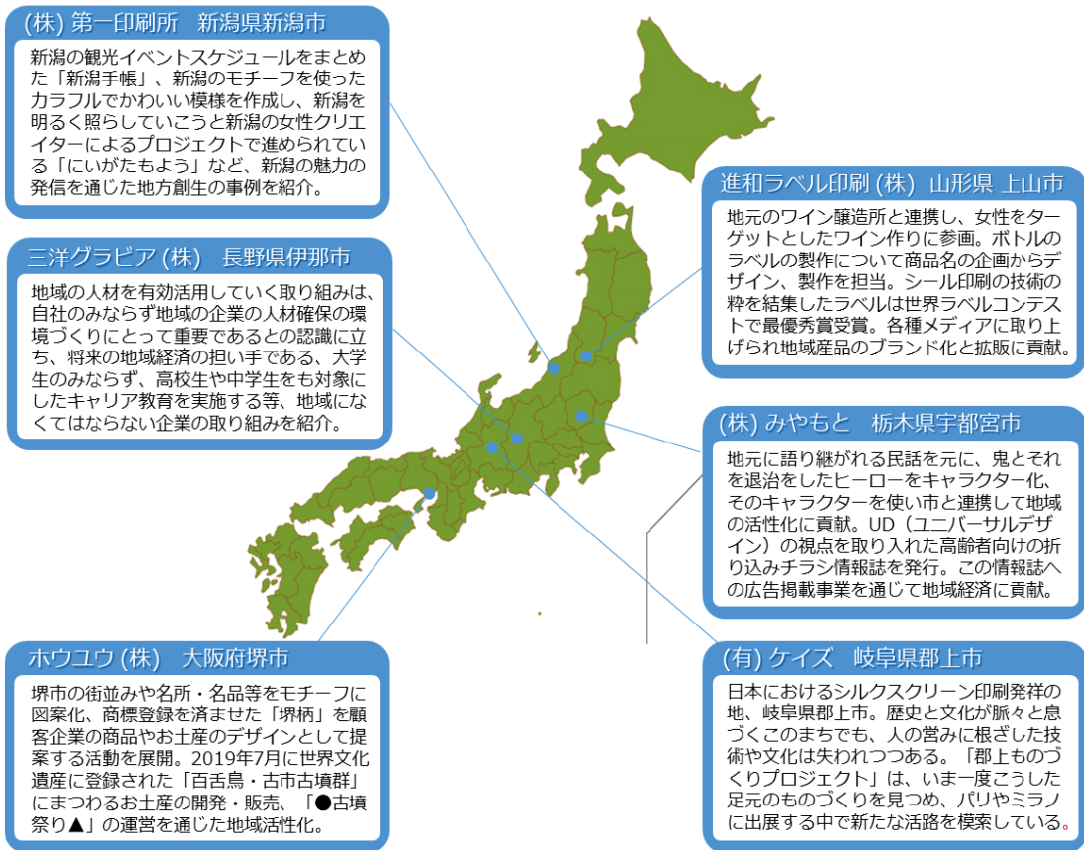 (株) 第一印刷所　新潟県新潟市
新潟の観光イベントスケジュールをまとめ
た「新潟手帳」、新潟のモチーフを使った
カラフルでかわいい模様を作成し、新潟を
明るく照らしていこうと新潟の女性クリエ
イターによるプロジェクトで進められてい
る「にいがたもよう」など、新潟の魅力の
発信を通じた地方創生の事例を紹介。
三洋グラビア (株)　長野県伊那市
地域の人材を有効活用していく取り組みは、
自社のみならず地域の企業の人材確保の環
境づくりにとって重要であるとの認識に立
ち、将来の地域経済の担い手である、大学
生のみならず、高校生や中学生をも対象に
したキャリア教育を実施する等、地域になく
てはならない企業の取り組みを紹介。
ホウユウ (株)　大阪府堺市
堺市の街並みや名所・名品等をモチーフに
図案化、商標登録を済ませた「堺柄」を顧
客企業の商品やお土産のデザインとして提
案する活動を展開。2019年7月に世界文化
遺産に登録された「百舌鳥・古市古墳群」
にまつわるお土産の開発・販売、「●古墳
祭り▲」の運営を通じた地域活性化。
進和ラベル印刷 (株)　山形県 上山市
地元のワイン醸造所と連携し、女性をター
ゲットとしたワイン作りに参画。ボトルの
ラベルの製作について商品名の企画からデ
ザイン、製作を担当。シール印刷の技術の
粋を結集したラベルは世界ラベルコンテス
トで最優秀賞受賞。各種メディアに取り上
げられ地域産品のブランド化と拡販に貢献。
(株) みやもと　栃木県宇都宮市
地元に語り継がれる民話を元に、鬼とそれ
を退治をしたヒーローをキャラクター化、
そのキャラクターを使い市と連携して地域
の活性化に貢献。UD（ユニバーサルデザ
イン）の視点を取り入れた高齢者向けの折
り込みチラシ情報誌を発行。この情報誌へ
の広告掲載事業を通じて地域経済に貢献。
(有) ケイズ　岐阜県郡上市
日本におけるシルクスクリーン印刷発祥の
地、岐阜県郡上市。歴史と文化が脈々と息
づくこのまちでも、人の営みに根ざした技
術や文化は失われつつある。「郡上ものづ
くりプロジェクト」は、いま一度こうした
足元のものづくりを見つめ、パリやミラノ
に出展する中で新たな活路を模索している。